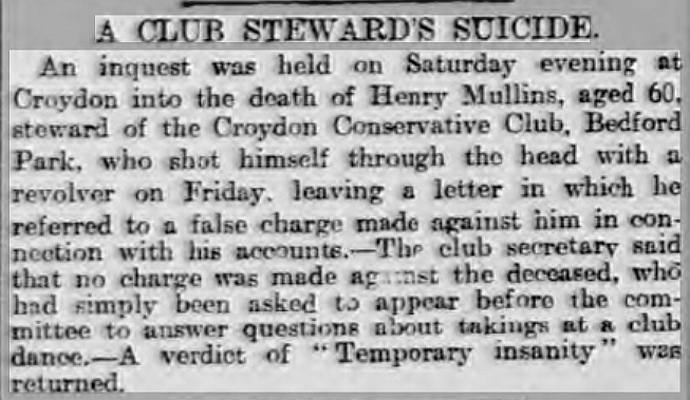 A CLUB STEWARD'S SUICIDE.
An inquest was held on Saturday evening at
Croydon into the death of Henry Mullins, aged 60,
steward of the Croydon Conservative Club, Bedford
Park, who shot himself through the head with a
revolver on Friday, leaving a letter in which he
referred to a false charge made against him in con-
nection with his accounts.—The club secretary said
that no charge was made against the deceased, who
had simply been asked to appear before the com-
mittee to answer questions about takings at a club
dance.—A verdict of "Temporary insanity" was
returned.